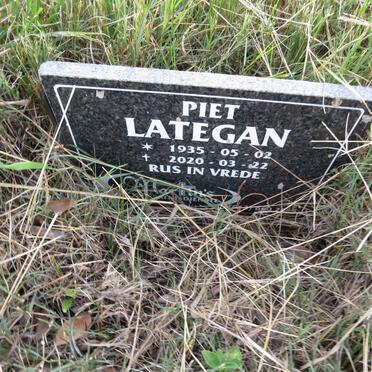 PIET
LATEGAN
* 1935 - 05 - 02
† 2020 - 03 - 22
RUS IN VREDE